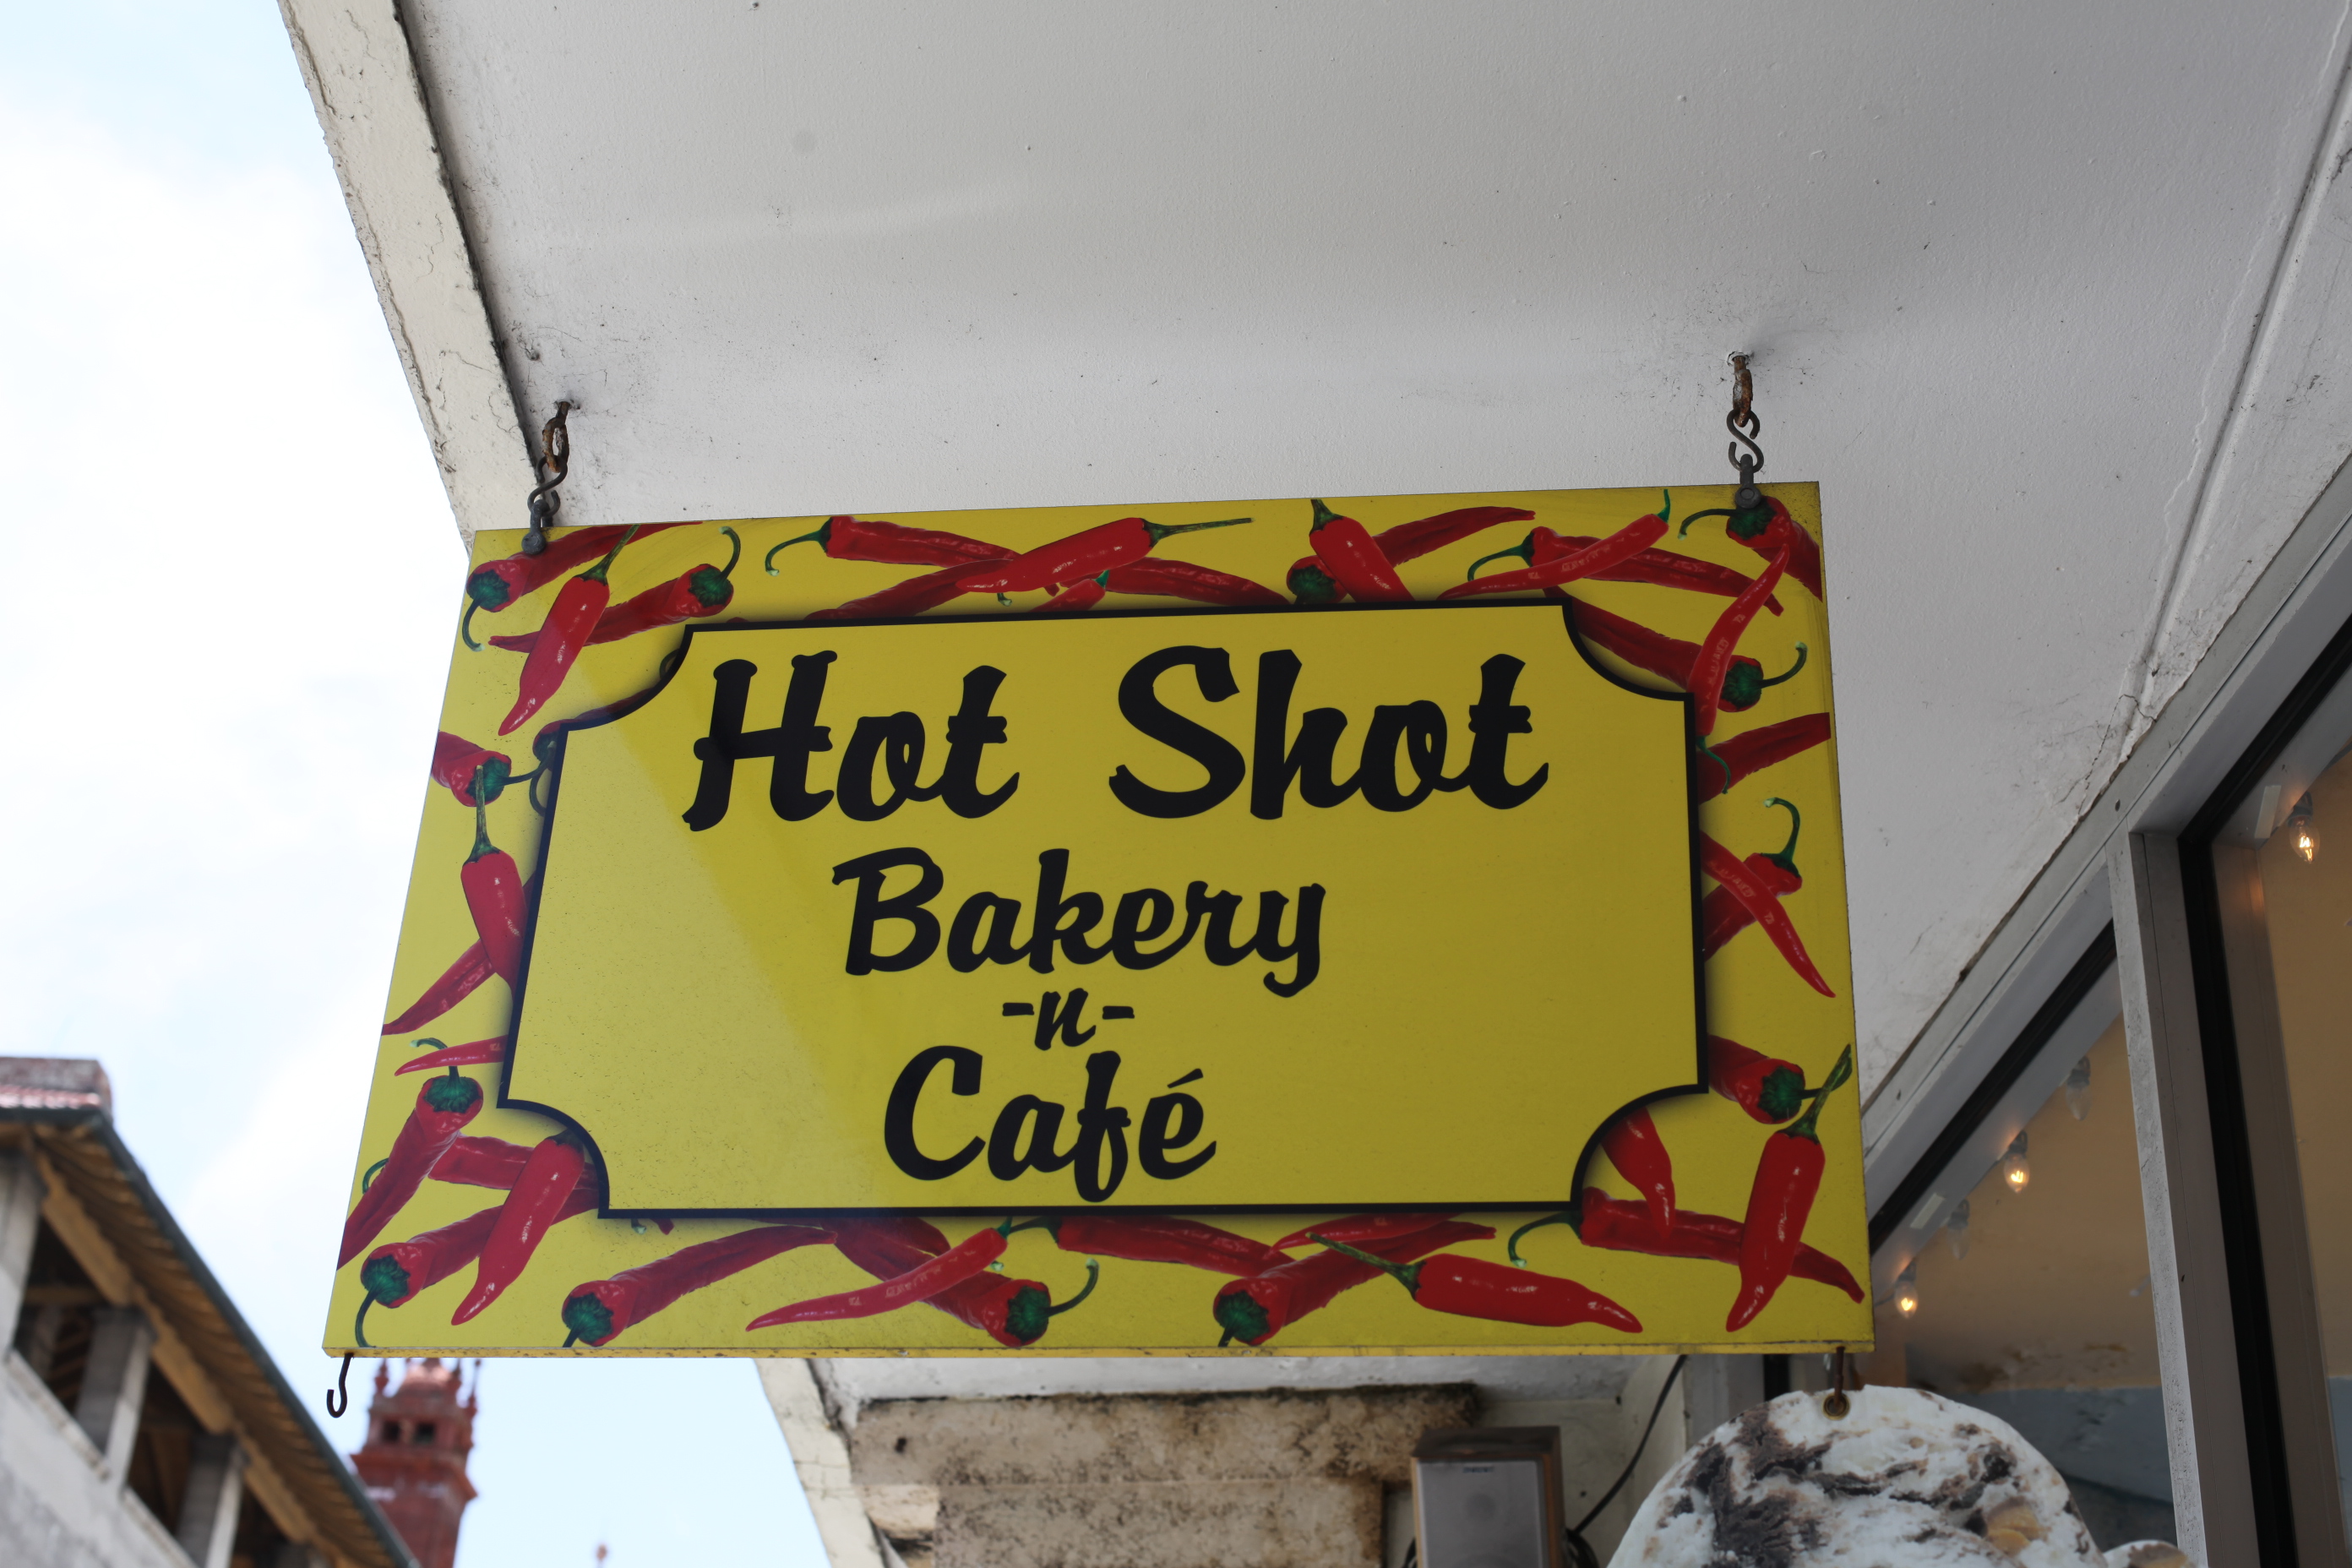 Hot Shot
Bakery
-n-
Café